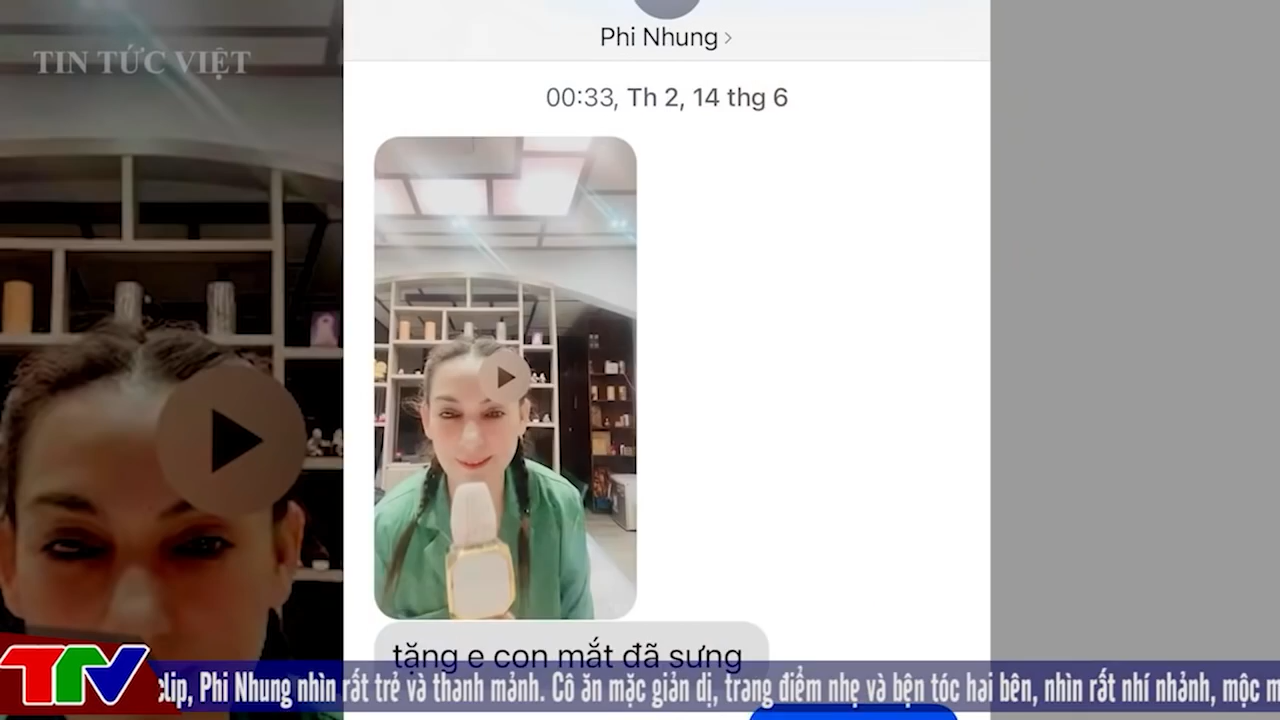 TIN TỨC VIỆT
Phi Nhung
00:33, Th 2, 14 thg 6
tặng e con mắt đã sưng
TTV
clip, Phi Nhung nhìn rất trẻ và thanh mảnh. Cô ăn mặc giản dị, trang điểm nhẹ và bện tóc hai bên, nhìn rất nhí nhảnh, mộc